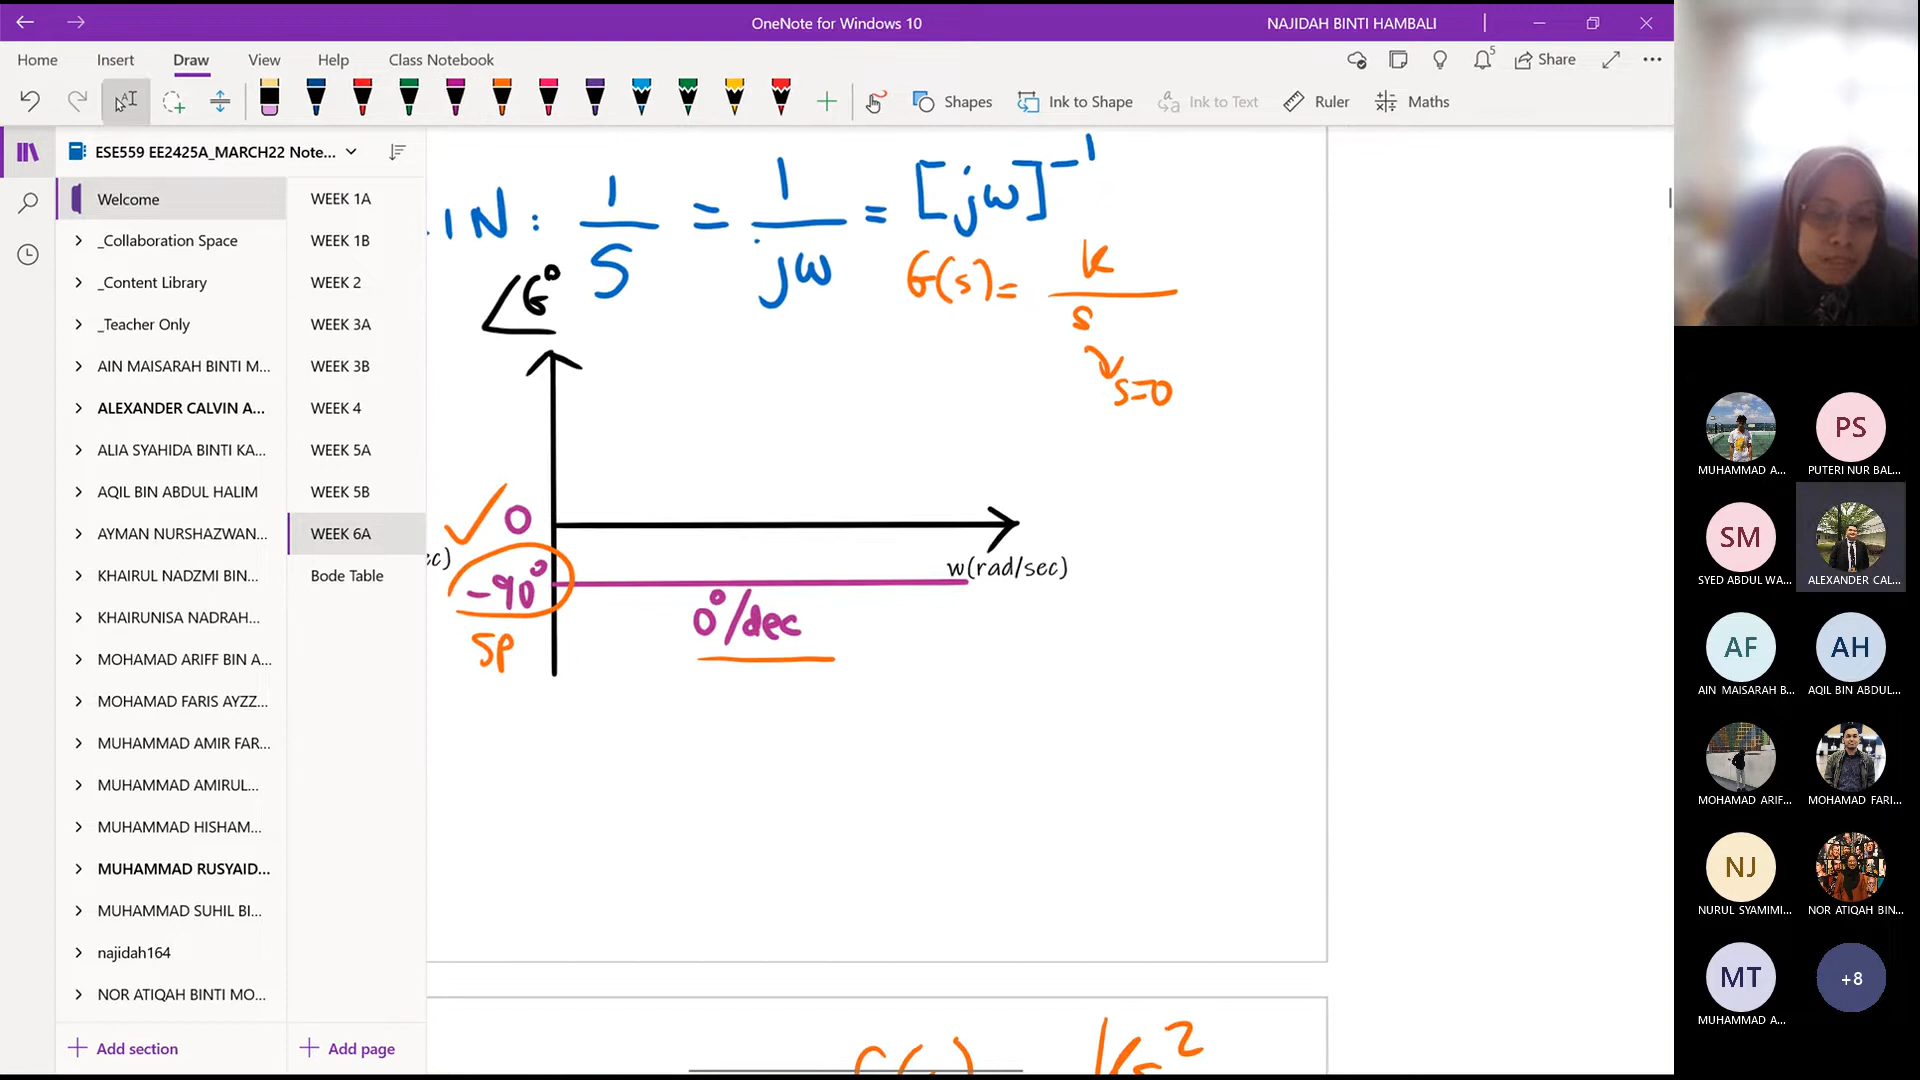 OneNote for Windows 10
NAJIDAH BINTI HAMBALI
Home Insert Draw View Help Class Notebook
5
Share
Shapes Ink to Shape Ink to Text Ruler Maths
ESE559 EE2425A_MARCH22 Note...
Welcome
_Collaboration Space
_Content Library
_Teacher Only
AIN MAISARAH BINTI M...
ALEXANDER CALVIN A...
ALIA SYAHIDA BINTI KA...
AQIL BIN ABDUL HALIM
AYMAN NURSHAZWAN...
KHAIRUL NADZMI BIN...
KHAIRUNISA NADRAH...
MOHAMAD ARIFF BIN A...
MOHAMAD FARIS AYZZ...
MUHAMMAD AMIR FAR...
MUHAMMAD AMIRUL...
MUHAMMAD HISHAM...
MUHAMMAD RUSYAID...
MUHAMMAD SUHIL BI...
najidah164
NOR ATIQAH BINTI MO...
Add section
WEEK 1A
WEEK 1B
WEEK 2
WEEK 3A
WEEK 3B
WEEK 4
WEEK 5A
WEEK 5B
WEEK 6A
Bode Table
Add page
IN: 1/S = 1/jω = [jω]⁻¹
∠G°
G(s) = k/s
s=0
✓ 0
ec)
w(rad/sec)
-90°
0°/dec
SP
ks²
MUHAMMAD A...
PS
PUTERI NUR BAL...
SM
SYED ABDUL WA...
ALEXANDER CAL...
AF
AIN MAISARAH B...
AH
AQIL BIN ABDUL...
MOHAMAD ARIF...
MOHAMAD FARI...
NJ
NURUL SYAMIMI...
NOR ATIQAH BIN...
MT
MUHAMMAD A...
+8